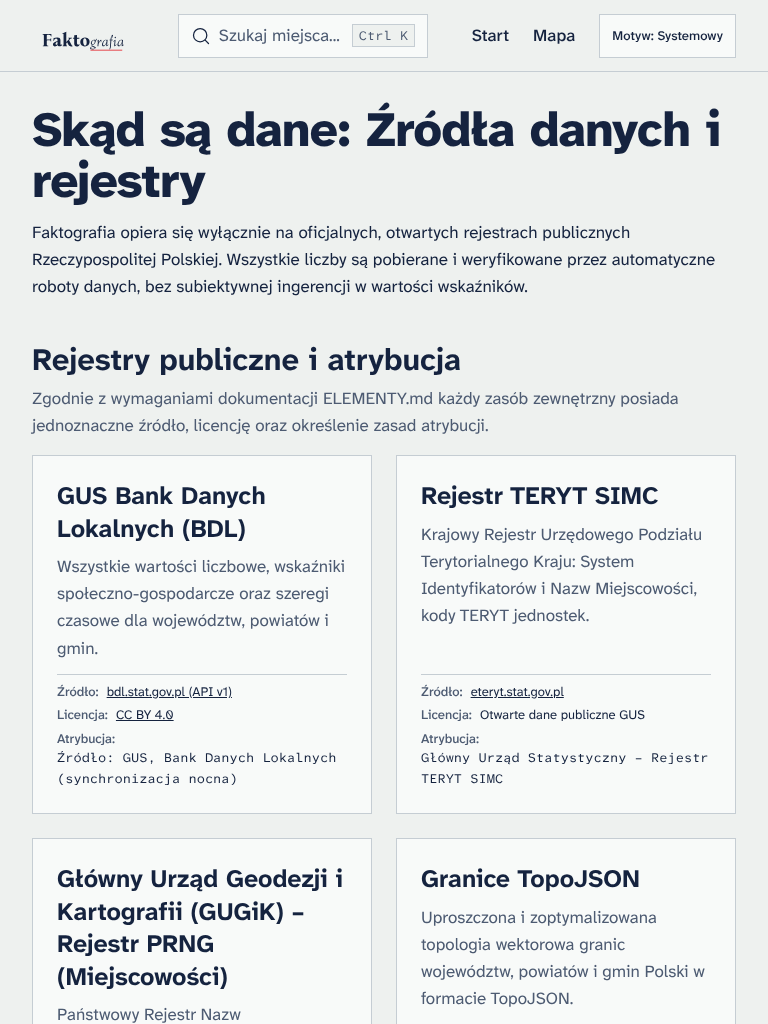 Faktografia
Szukaj miejsca... Ctrl K
Start
Mapa
Motyw: Systemowy
Skąd są dane: Źródła danych i
rejestry
Faktografia opiera się wyłącznie na oficjalnych, otwartych rejestrach publicznych
Rzeczypospolitej Polskiej. Wszystkie liczby są pobierane i weryfikowane przez automatyczne
roboty danych, bez subiektywnej ingerencji w wartości wskaźników.
Rejestry publiczne i atrybucja
Zgodnie z wymaganiami dokumentacji ELEMENTY.md każdy zasób zewnętrzny posiada
jednoznaczne źródło, licencję oraz określenie zasad atrybucji.
GUS Bank Danych
Lokalnych (BDL)
Wszystkie wartości liczbowe, wskaźniki
społeczno-gospodarcze oraz szeregi
czasowe dla województw, powiatów i
gmin.
Źródło: bdl.stat.gov.pl (API v1)
Licencja: CC BY 4.0
Atrybucja:
Źródło: GUS, Bank Danych Lokalnych
(synchronizacja nocna)
Rejestr TERYT SIMC
Krajowy Rejestr Urzędowego Podziału
Terytorialnego Kraju: System
Identyfikatorów i Nazw Miejscowości,
kody TERYT jednostek.
Źródło: eteryt.stat.gov.pl
Licencja: Otwarte dane publiczne GUS
Atrybucja:
Główny Urząd Statystyczny – Rejestr
TERYT SIMC
Główny Urząd Geodezji i
Kartografii (GUGiK) –
Rejestr PRNG
(Miejscowości)
Państwowy Rejestr Nazw
Granice TopoJSON
Uproszczona i zoptymalizowana
topologia wektorowa granic
województw, powiatów i gmin Polski w
formacie TopoJSON.